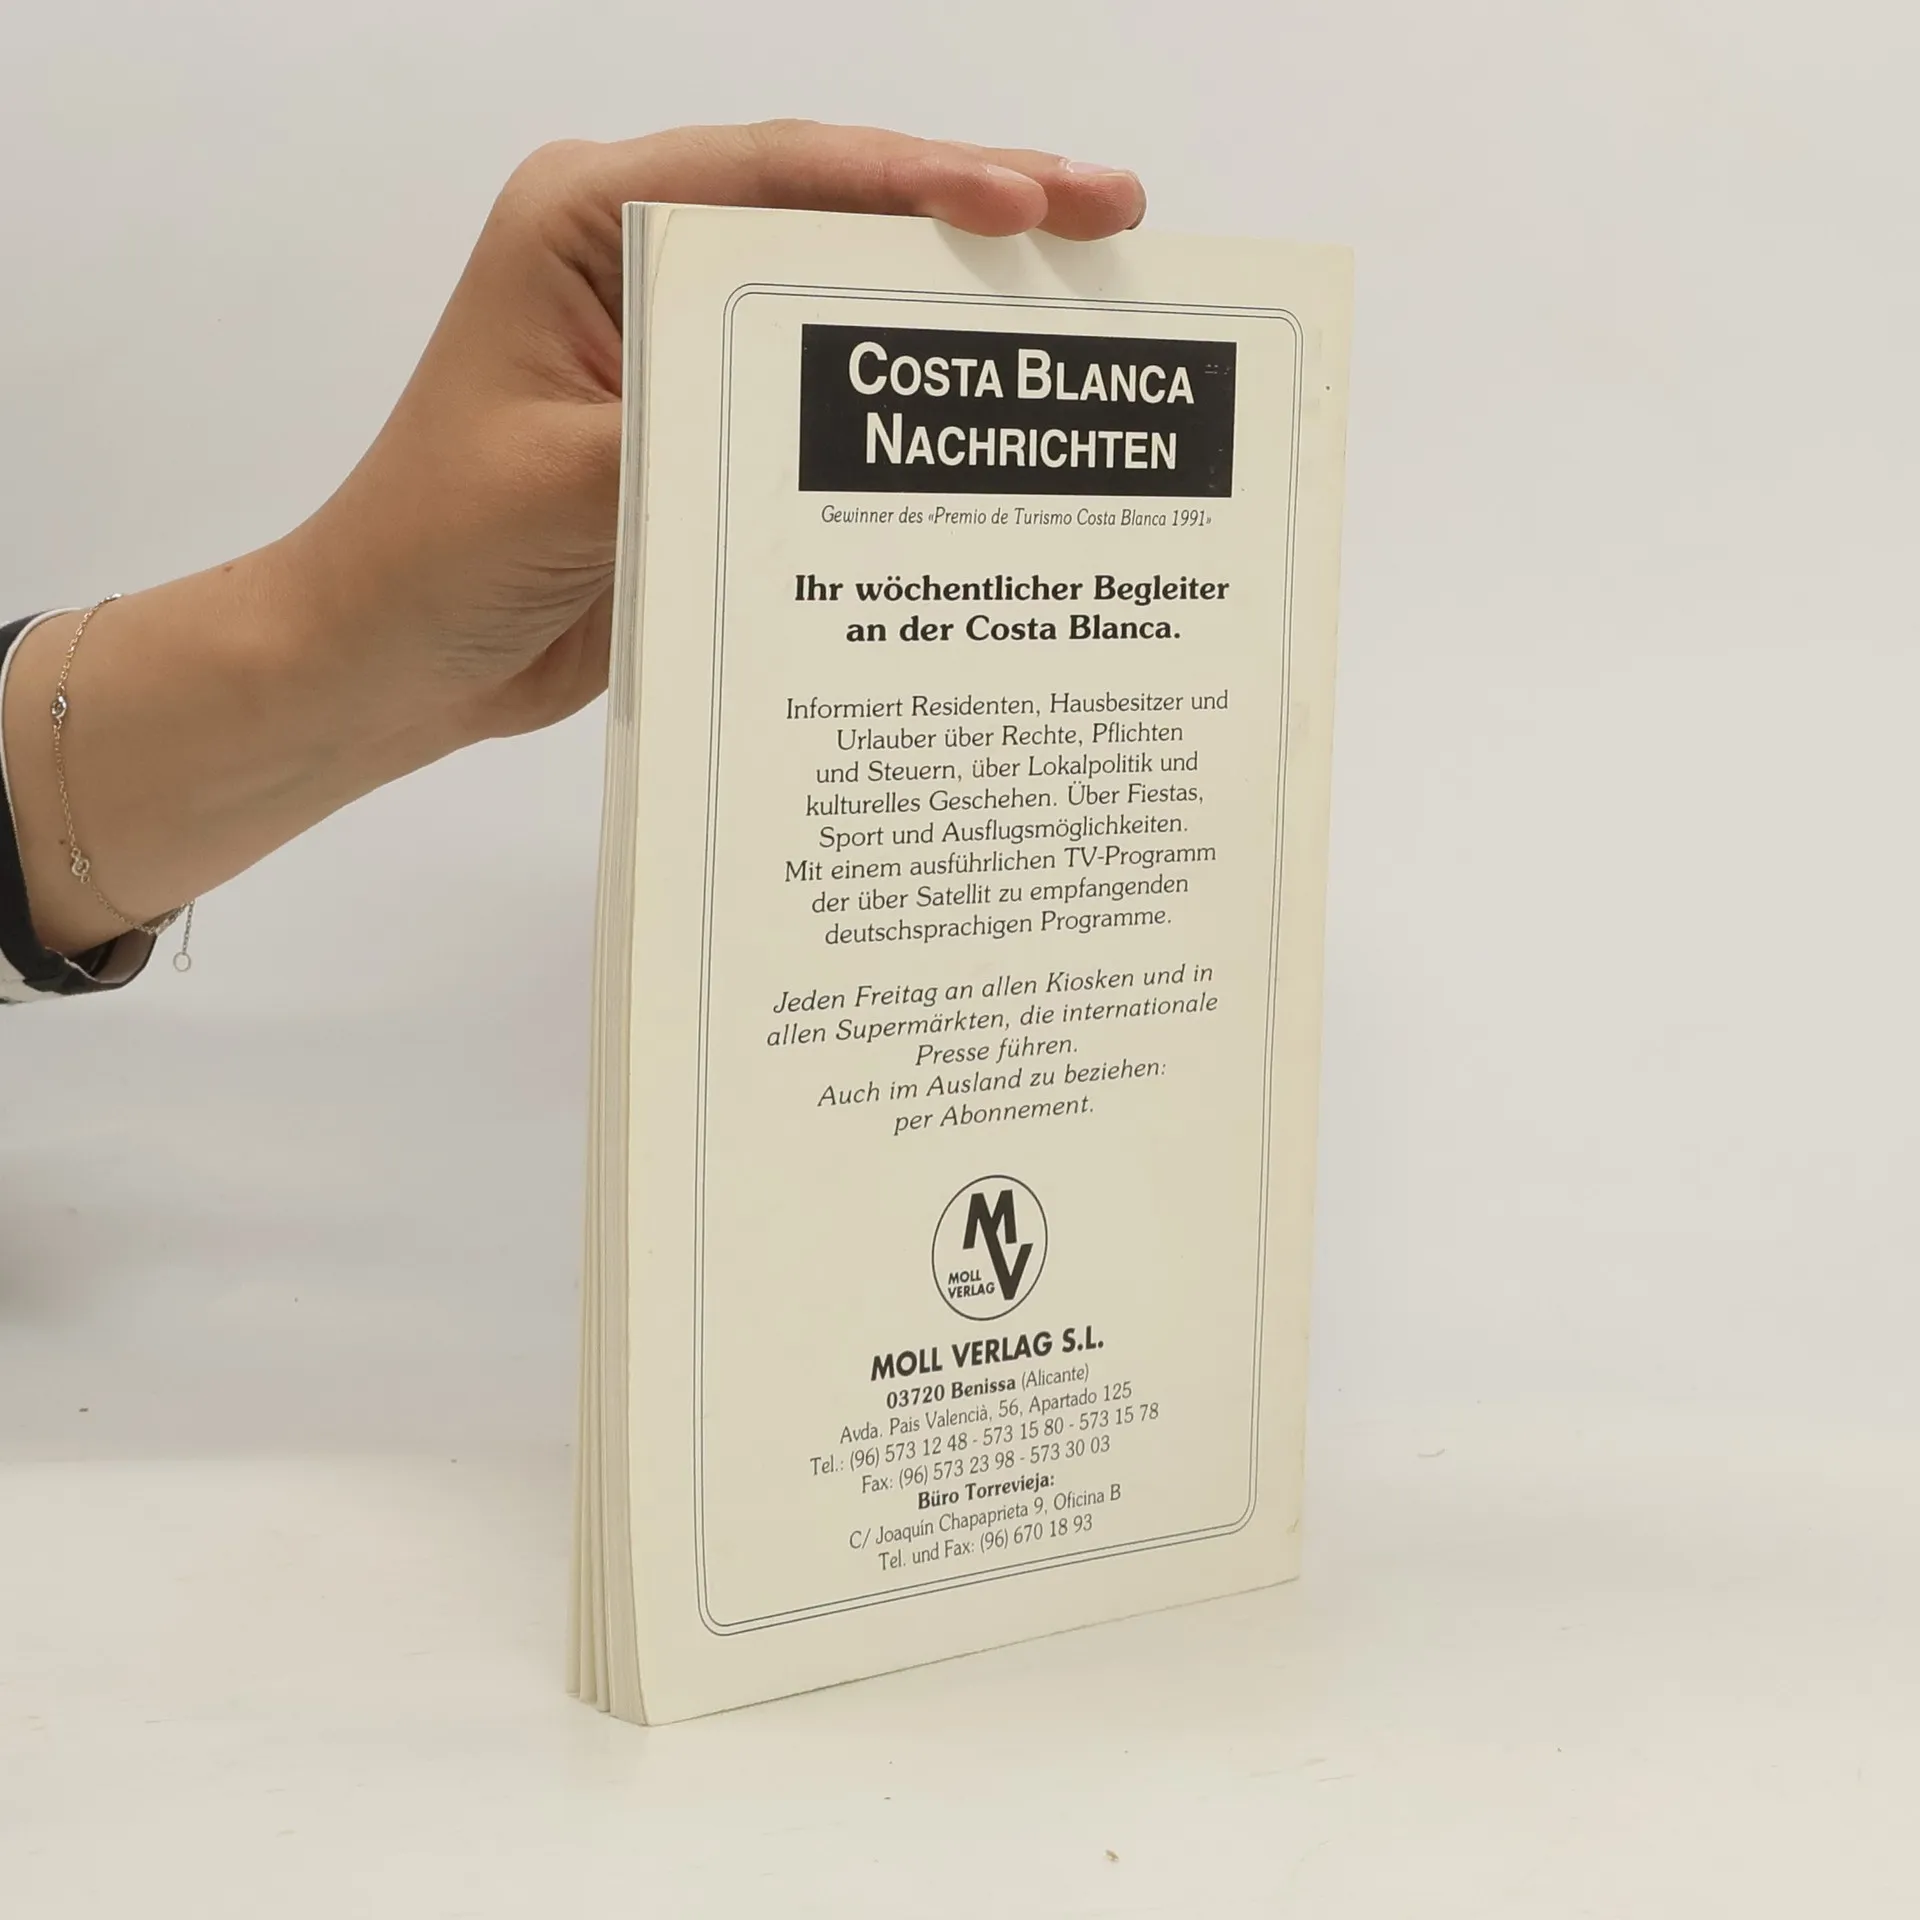 COSTA BLANCA
NACHRICHTEN
Gewinner des «Premio de Turismo Costa Blanca 1991»
Ihr wöchentlicher Begleiter
an der Costa Blanca.
Informiert Residenten, Hausbesitzer und
Urlauber über Rechte, Pflichten
und Steuern, über Lokalpolitik und
kulturelles Geschehen. Über Fiestas,
Sport und Ausflugsmöglichkeiten.
Mit einem ausführlichen TV-Programm
der über Satellit zu empfangenden
deutschsprachigen Programme.
Jeden Freitag an allen Kiosken und in
allen Supermärkten, die internationale
Presse führen.
Auch im Ausland zu beziehen:
per Abonnement.
MV
MOLL
VERLAG
MOLL VERLAG S.L.
03720 Benissa (Alicante)
Avda. Pais Valencià, 56, Apartado 125
Tel.: (96) 573 12 48 - 573 15 80 - 573 15 78
Fax: (96) 573 23 98 - 573 30 03
Büro Torrevieja:
C/ Joaquín Chapaprieta 9, Oficina B
Tel. und Fax: (96) 670 18 93